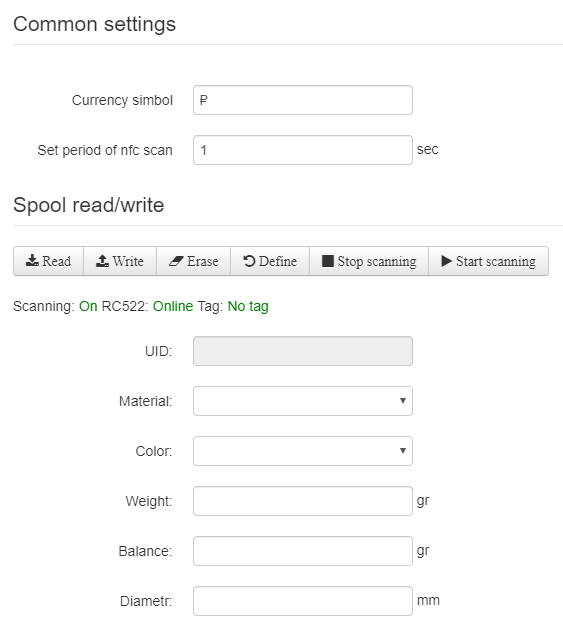 Common settings
Currency simbol ₽
Set period of nfc scan 1 sec
Spool read/write
Read Write Erase Define Stop scanning Start scanning
Scanning: On RC522: Online Tag: No tag
UID:
Material:
Color:
Weight: gr
Balance: gr
Diametr: mm